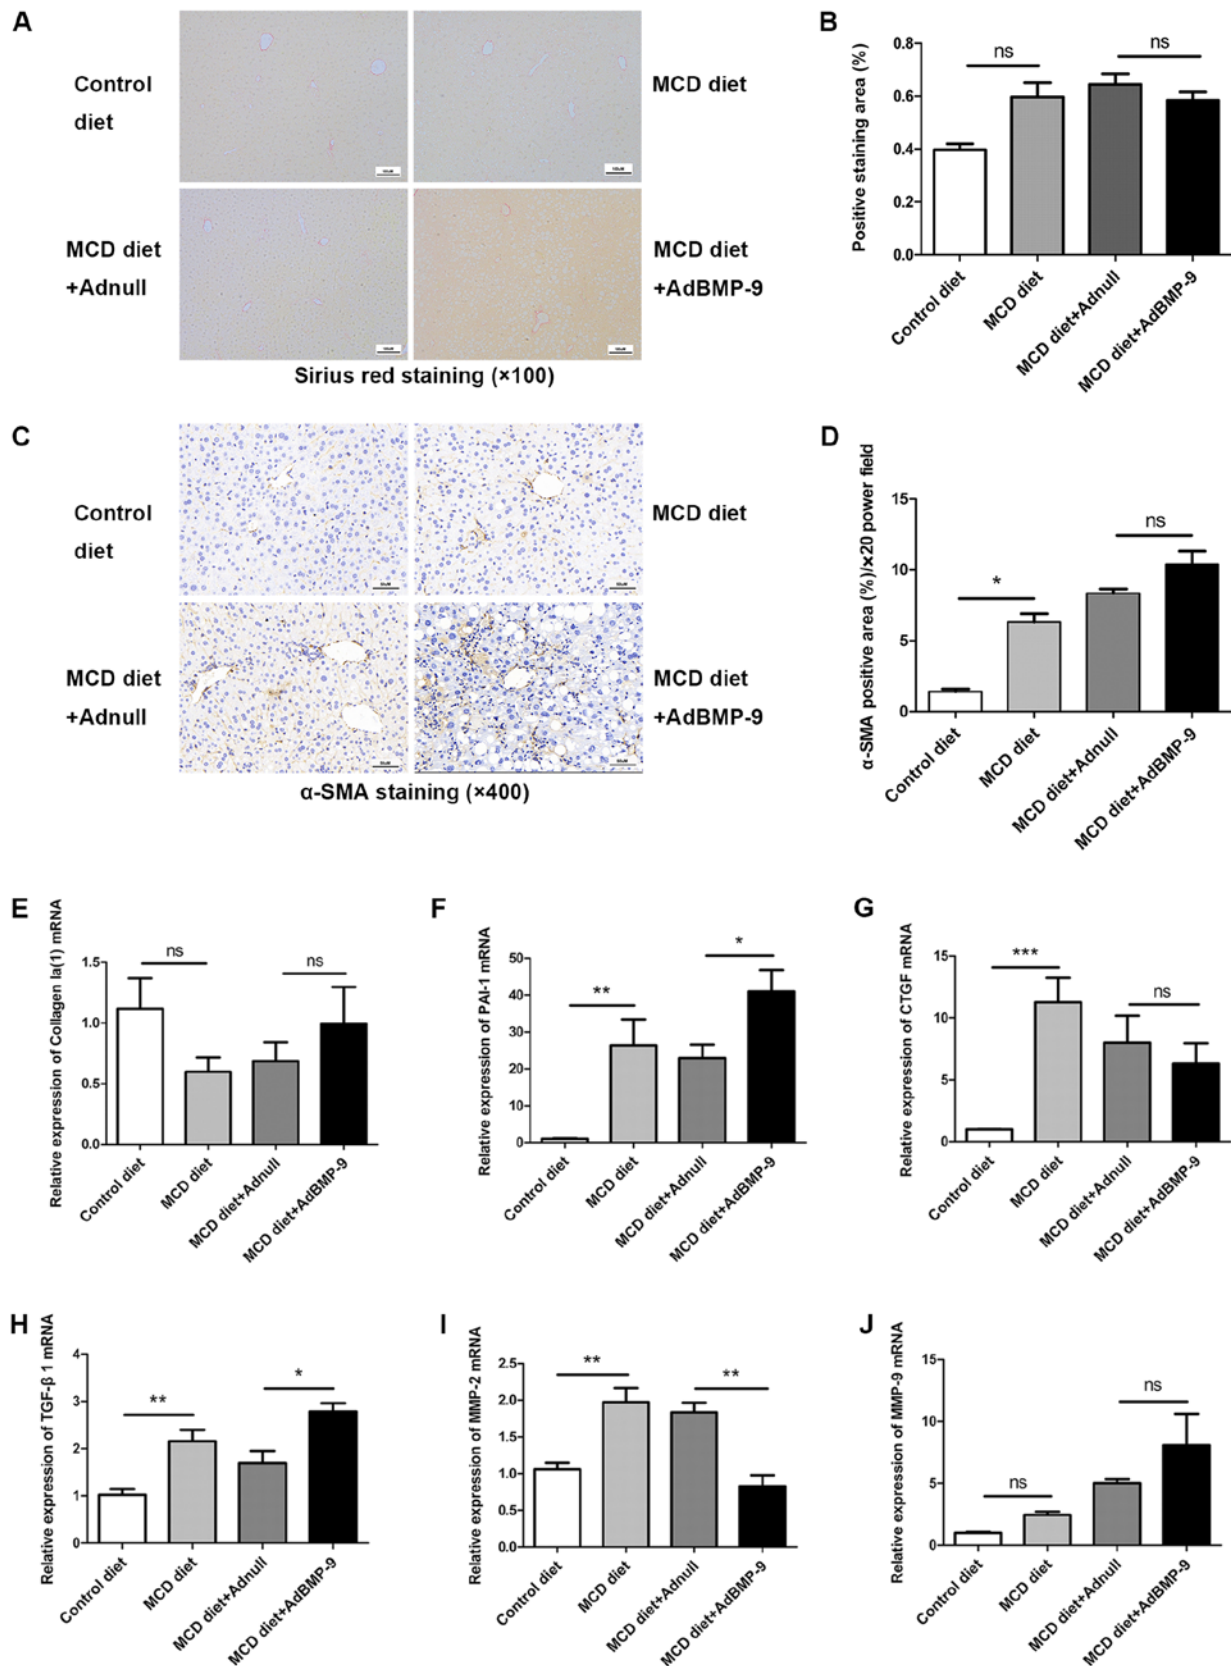 A
Control
diet
MCD diet
MCD diet
+Adnull
MCD diet
+AdBMP-9
Sirius red staining (×100)
B
Positive staining area (%)
0.8
0.6
0.4
0.2
0.0
ns
ns
Control diet
MCD diet
MCD diet+Adnull
MCD diet+AdBMP-9
C
Control
diet
MCD diet
MCD diet
+Adnull
MCD diet
+AdBMP-9
α-SMA staining (×400)
D
α-SMA positive area (%)/×20 power field
15
10
5
0
*
ns
Control diet
MCD diet
MCD diet+Adnull
MCD diet+AdBMP-9
E
Relative expression of Collagen Ia(1) mRNA
1.5
1.0
0.5
0.0
ns
ns
Control diet
MCD diet
MCD diet+Adnull
MCD diet+AdBMP-9
F
Relative expression of PAI-1 mRNA
50
40
30
20
10
0
**
*
Control diet
MCD diet
MCD diet+Adnull
MCD diet+AdBMP-9
G
Relative expression of CTGF mRNA
15
10
5
0
***
ns
Control diet
MCD diet
MCD diet+Adnull
MCD diet+AdBMP-9
H
Relative expression of TGF-β 1 mRNA
4
3
2
1
0
**
*
Control diet
MCD diet
MCD diet+Adnull
MCD diet+AdBMP-9
I
Relative expression of MMP-2 mRNA
2.5
2.0
1.5
1.0
0.5
0.0
**
**
Control diet
MCD diet
MCD diet+Adnull
MCD diet+AdBMP-9
J
Relative expression of MMP-9 mRNA
15
10
5
0
ns
ns
Control diet
MCD diet
MCD diet+Adnull
MCD diet+AdBMP-9